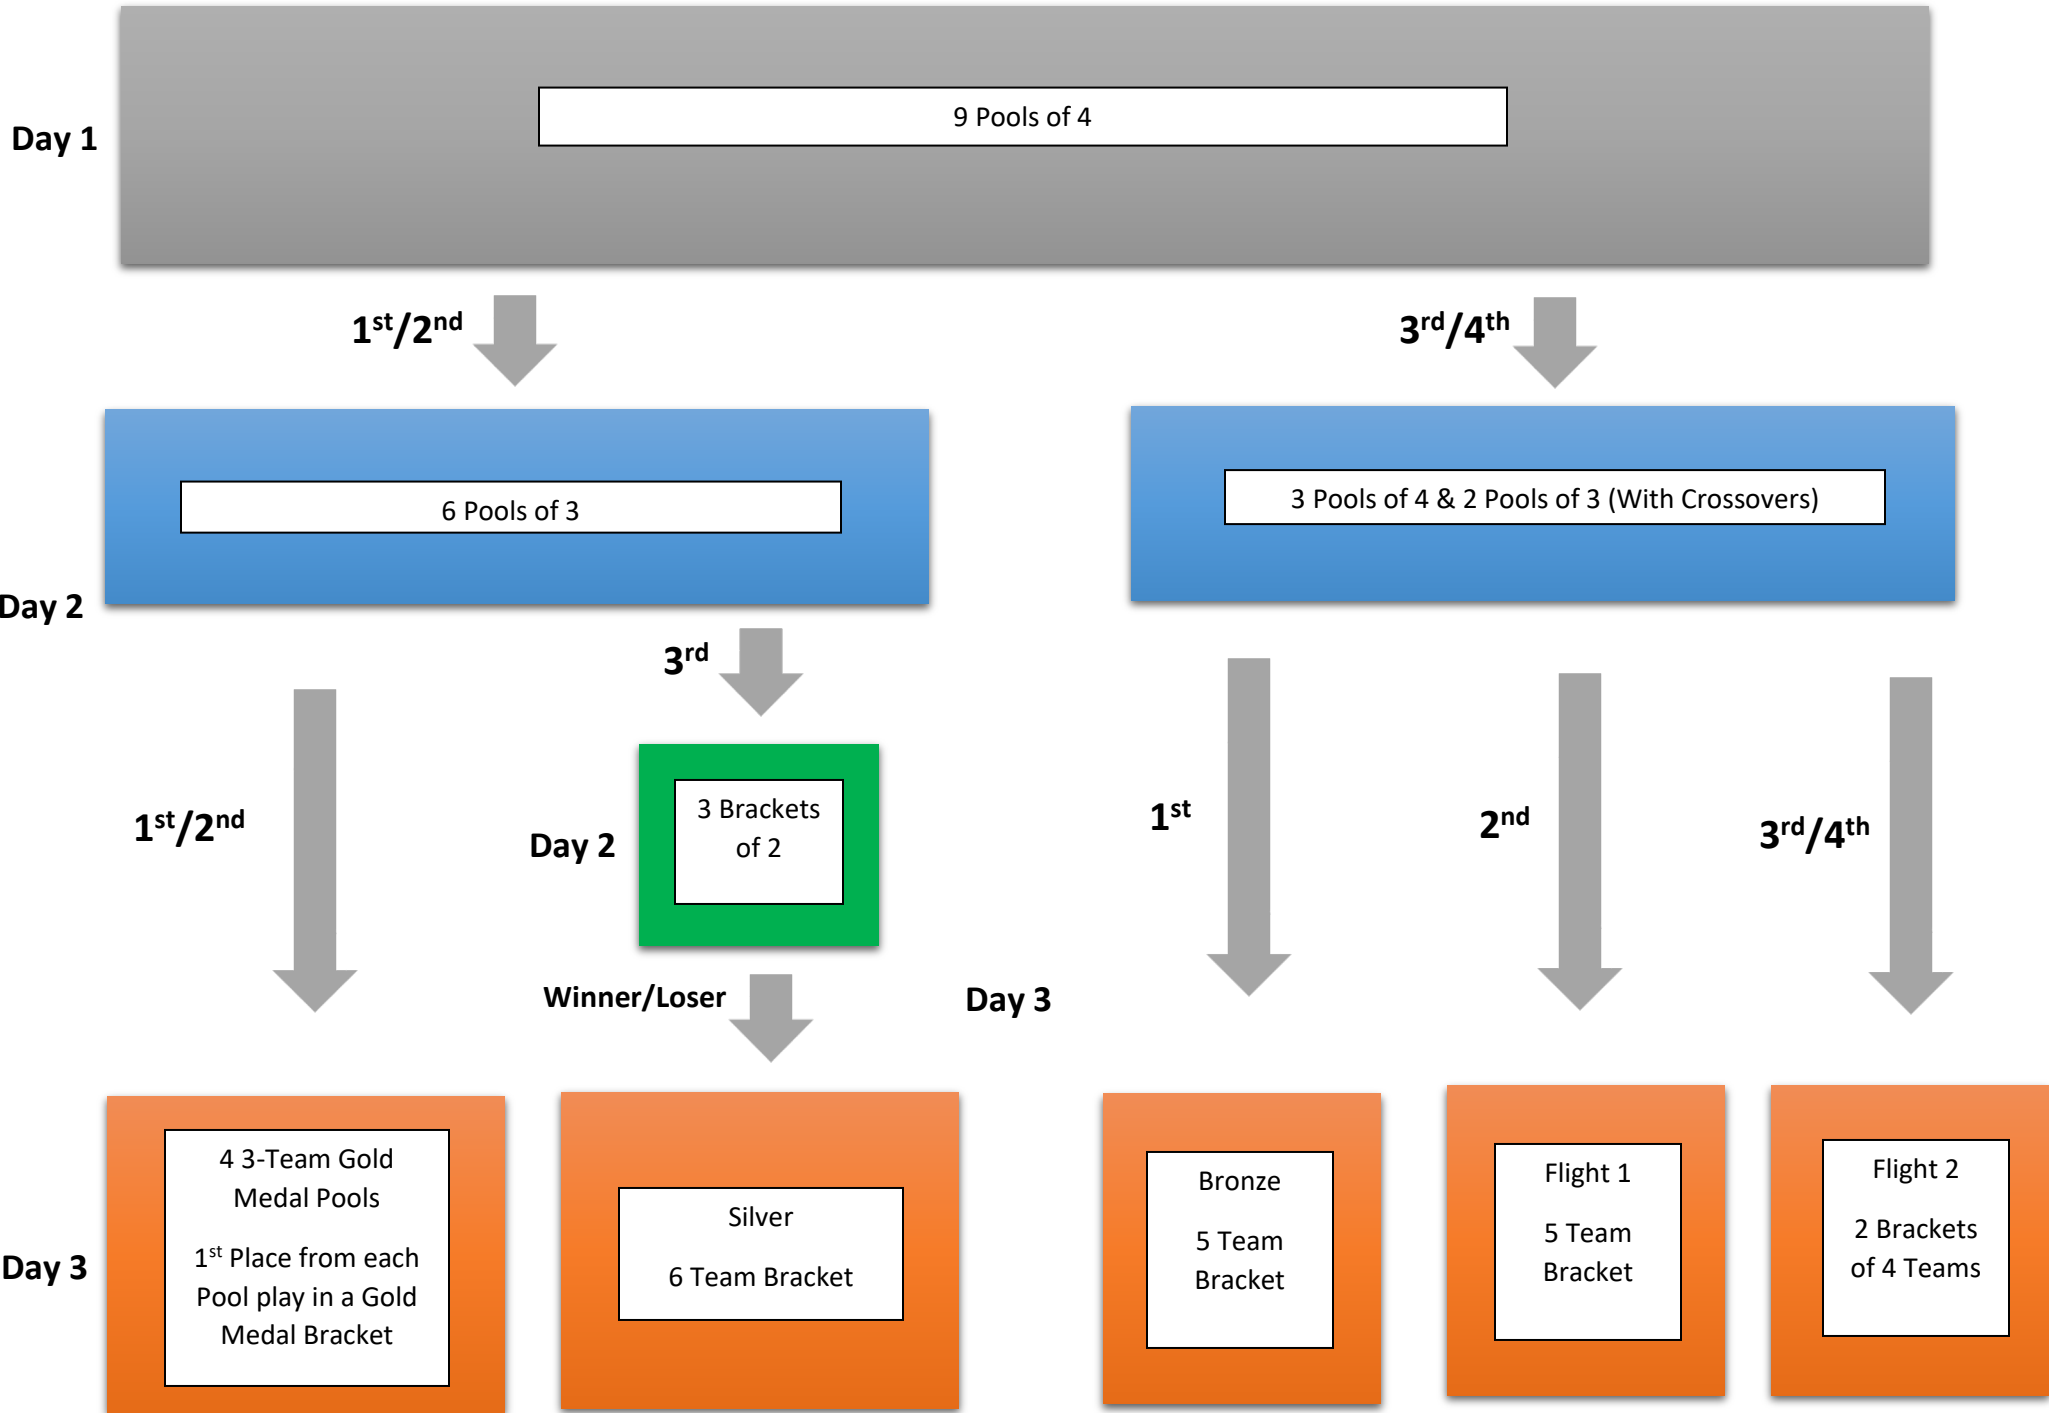 Day 1
9 Pools of 4
1st/2nd
3rd/4th
6 Pools of 3
3 Pools of 4 & 2 Pools of 3 (With Crossovers)
Day 2
3rd
1st/2nd
Day 2
3 Brackets
of 2
1st
2nd
3rd/4th
Winner/Loser
Day 3
Day 3
4 3-Team Gold
Medal Pools
1st Place from each
Pool play in a Gold
Medal Bracket
Silver
6 Team Bracket
Bronze
5 Team
Bracket
Flight 1
5 Team
Bracket
Flight 2
2 Brackets
of 4 Teams